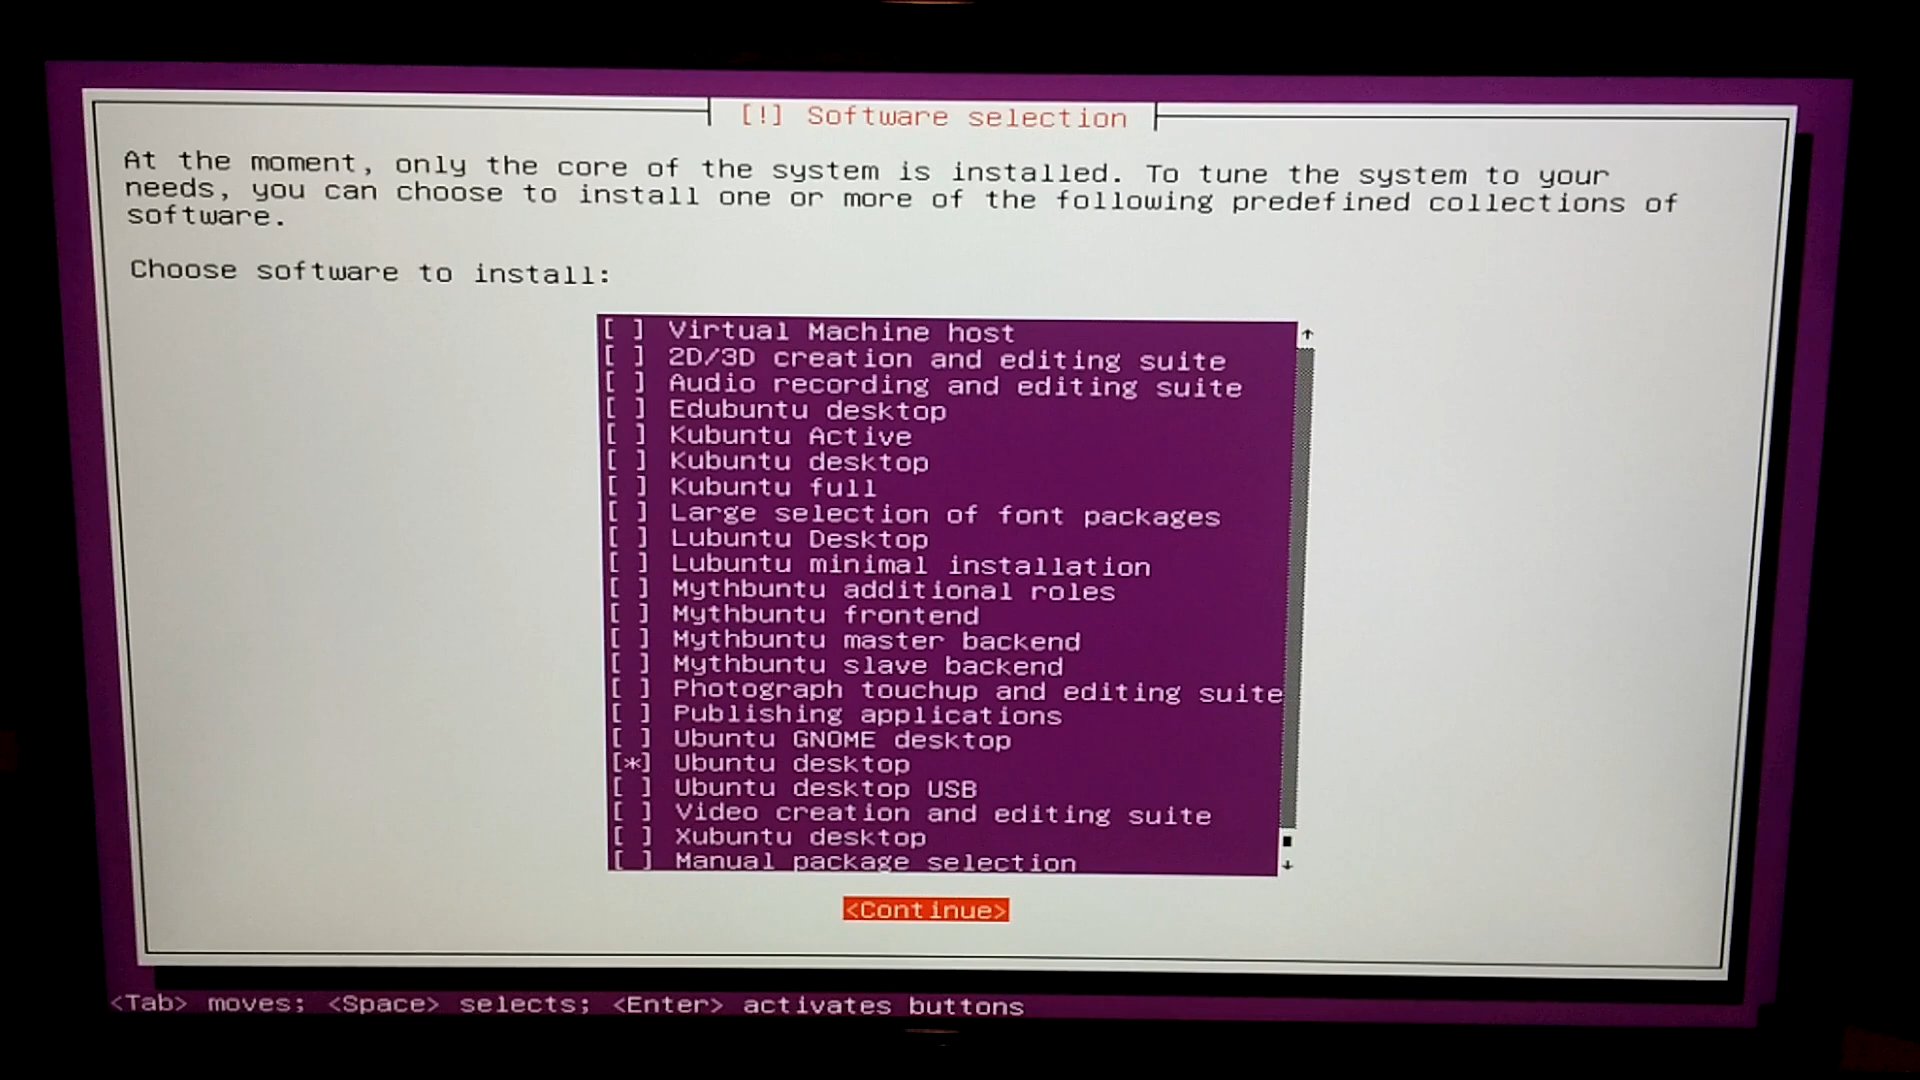 [!] Software selection
At the moment, only the core of the system is installed. To tune the system to your
needs, you can choose to install one or more of the following predefined collections of
software.
Choose software to install:
[ ] Virtual Machine host
[ ] 2D/3D creation and editing suite
[ ] Audio recording and editing suite
[ ] Edubuntu desktop
[ ] Kubuntu Active
[ ] Kubuntu desktop
[ ] Kubuntu full
[ ] Large selection of font packages
[ ] Lubuntu Desktop
[ ] Lubuntu minimal installation
[ ] Mythbuntu additional roles
[ ] Mythbuntu frontend
[ ] Mythbuntu master backend
[ ] Mythbuntu slave backend
[ ] Photograph touchup and editing suite
[ ] Publishing applications
[ ] Ubuntu GNOME desktop
[*] Ubuntu desktop
[ ] Ubuntu desktop USB
[ ] Video creation and editing suite
[ ] Xubuntu desktop
[ ] Manual package selection
<Continue>
<Tab> moves; <Space> selects; <Enter> activates buttons